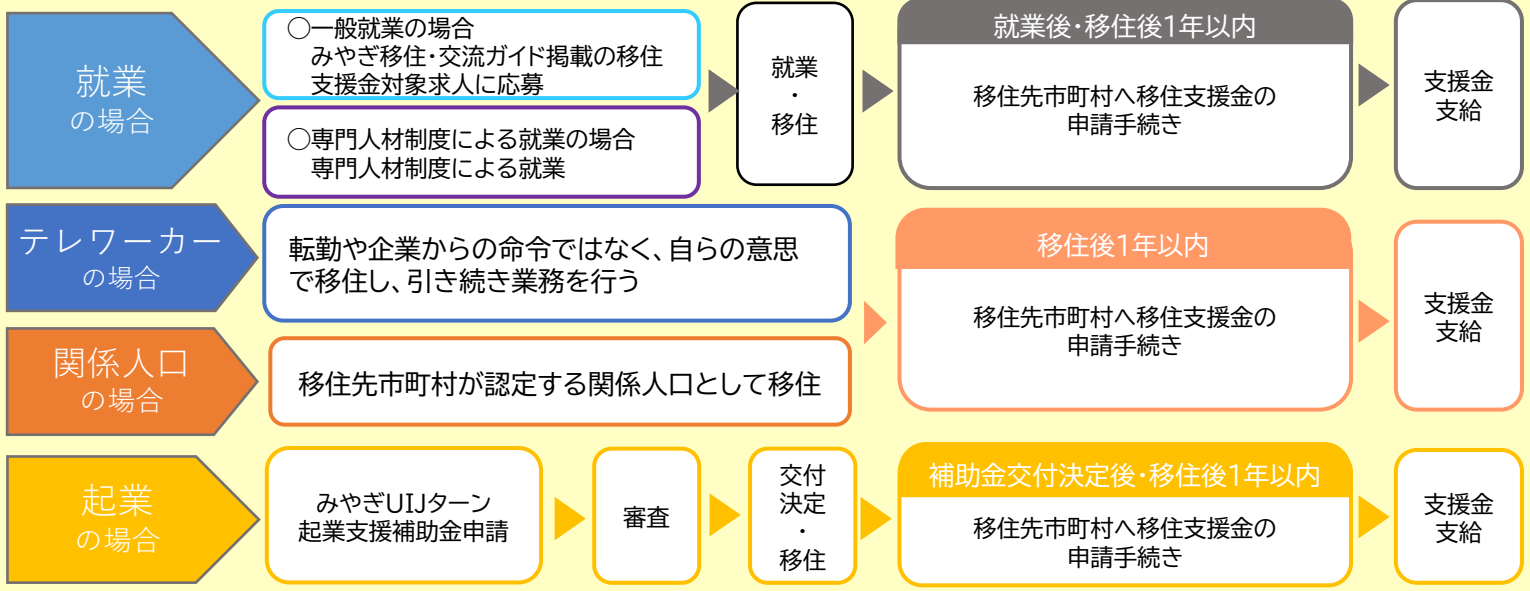 就業
の場合
○一般就業の場合
みやぎ移住・交流ガイド掲載の移住
支援金対象求人に応募
○専門人材制度による就業の場合
専門人材制度による就業
就業
・
移住
就業後・移住後1年以内
移住先市町村へ移住支援金の
申請手続き
支援金
支給
テレワーカー
の場合
転勤や企業からの命令ではなく、自らの意思
で移住し、引き続き業務を行う
関係人口
の場合
移住先市町村が認定する関係人口として移住
移住後1年以内
移住先市町村へ移住支援金の
申請手続き
支援金
支給
起業
の場合
みやぎUIJターン
起業支援補助金申請
審査
交付
決定
・
移住
補助金交付決定後・移住後1年以内
移住先市町村へ移住支援金の
申請手続き
支援金
支給